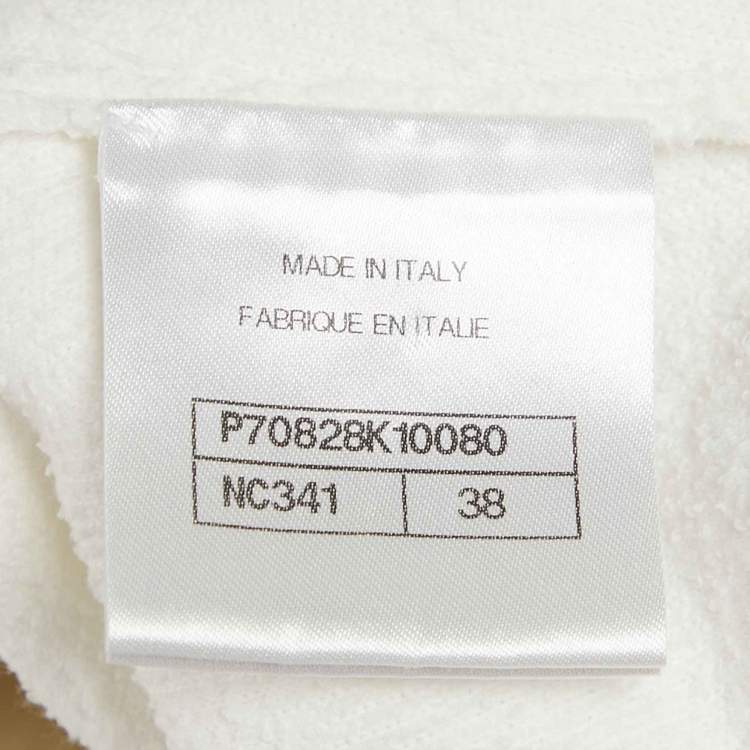 MADE IN ITALY
FABRIQUE EN ITALIE
P70828K10080
NC341 38